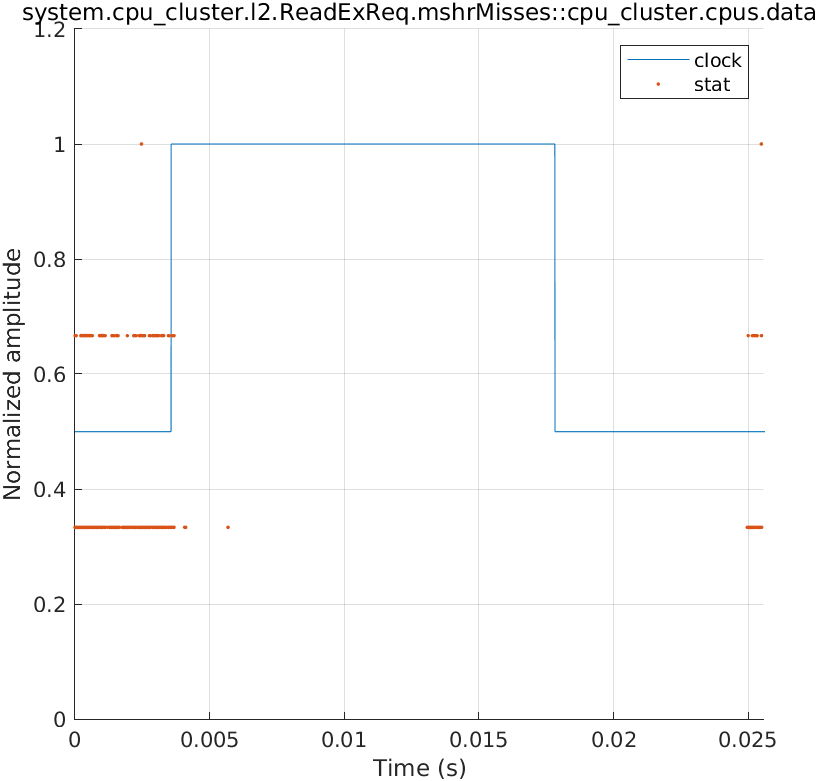 system.cpu_cluster.l2.ReadExReq.mshrMisses::cpu_cluster.cpus.data
1.2
clock
stat
1
0.8
0.6
0.4
0.2
0
Normalized amplitude
0 0.005 0.01 0.015 0.02 0.025
Time (s)